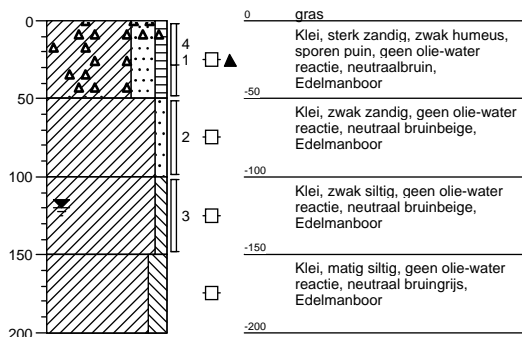 0
50
100
150
200
4
1
2
3
0
gras
Klei, sterk zandig, zwak humeus,
sporen puin, geen olie-water
reactie, neutraalbruin,
Edelmanboor
-50
Klei, zwak zandig, geen olie-water
reactie, neutraal bruinbeige,
Edelmanboor
-100
Klei, zwak siltig, geen olie-water
reactie, neutraal bruinbeige,
Edelmanboor
-150
Klei, matig siltig, geen olie-water
reactie, neutraal bruingrijs,
Edelmanboor
-200